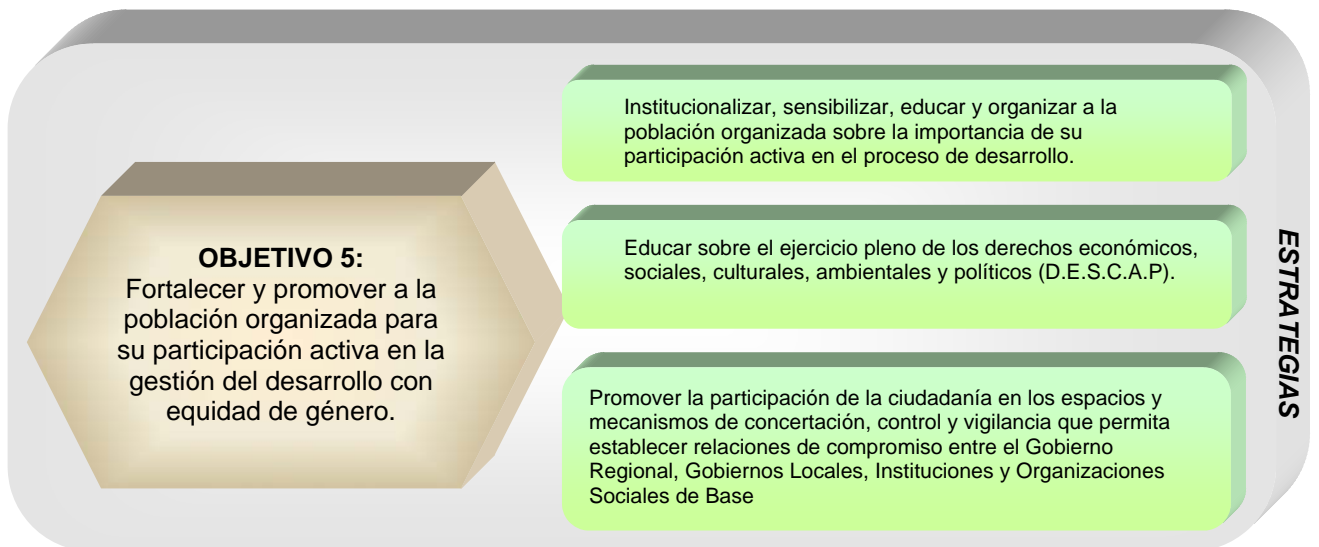 OBJETIVO 5:
Fortalecer y promover a la
población organizada para
su participación activa en la
gestión del desarrollo con
equidad de género.
Institucionalizar, sensibilizar, educar y organizar a la
población organizada sobre la importancia de su
participación activa en el proceso de desarrollo.
Educar sobre el ejercicio pleno de los derechos económicos,
sociales, culturales, ambientales y políticos (D.E.S.C.A.P).
Promover la participación de la ciudadanía en los espacios y
mecanismos de concertación, control y vigilancia que permita
establecer relaciones de compromiso entre el Gobierno
Regional, Gobiernos Locales, Instituciones y Organizaciones
Sociales de Base
ESTRATEGIAS